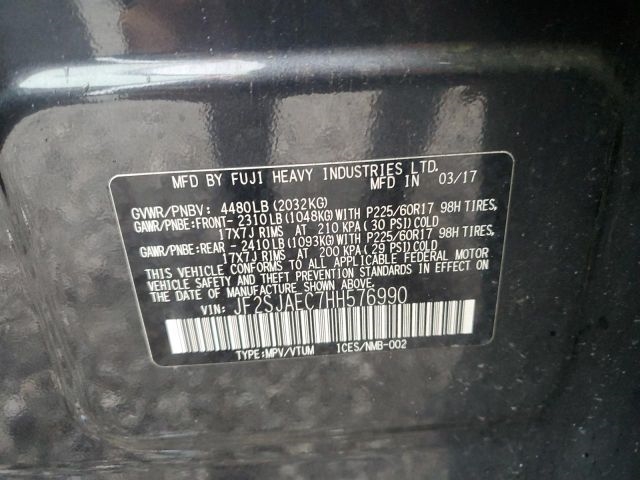 MFD BY FUJI HEAVY INDUSTRIES LTD.
MFD IN 03/17
GVWR/PNBV: 4480LB (2032KG)
GAWR/PNBE: FRONT- 2310LB (1048KG) WITH P225/60R17 98H TIRES,
17X7J RIMS AT 210 KPA (30 PSI) COLD
GAWR/PNBE: REAR - 2410LB (1093KG) WITH P225/60R17 98H TIRES,
17X7J RIMS AT 200 KPA (29 PSI) COLD
THIS VEHICLE CONFORMS TO ALL APPLICABLE FEDERAL MOTOR
VEHICLE SAFETY AND THEFT PREVENTION STANDARDS IN EFFECT ON
THE DATE OF MANUFACTURE SHOWN ABOVE.
VIN: JF2SJAEC7HH576990
TYPE:MPV/VTUM ICES/NMB-002